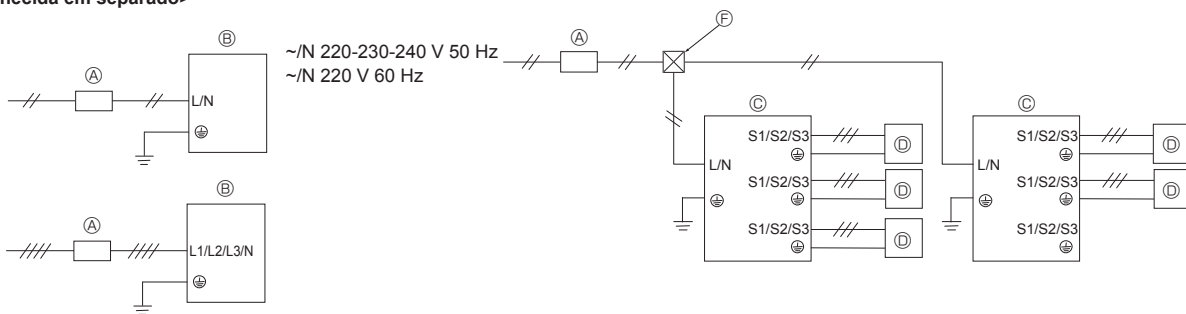 necida em separado>
Ⓑ
Ⓐ
L/N
~/N 220-230-240 V 50 Hz
~/N 220 V 60 Hz
Ⓐ
Ⓕ
Ⓒ
L/N
S1/S2/S3
Ⓓ
S1/S2/S3
Ⓓ
S1/S2/S3
Ⓓ
Ⓒ
L/N
S1/S2/S3
Ⓓ
S1/S2/S3
Ⓓ
S1/S2/S3
Ⓑ
Ⓐ
L1/L2/L3/N